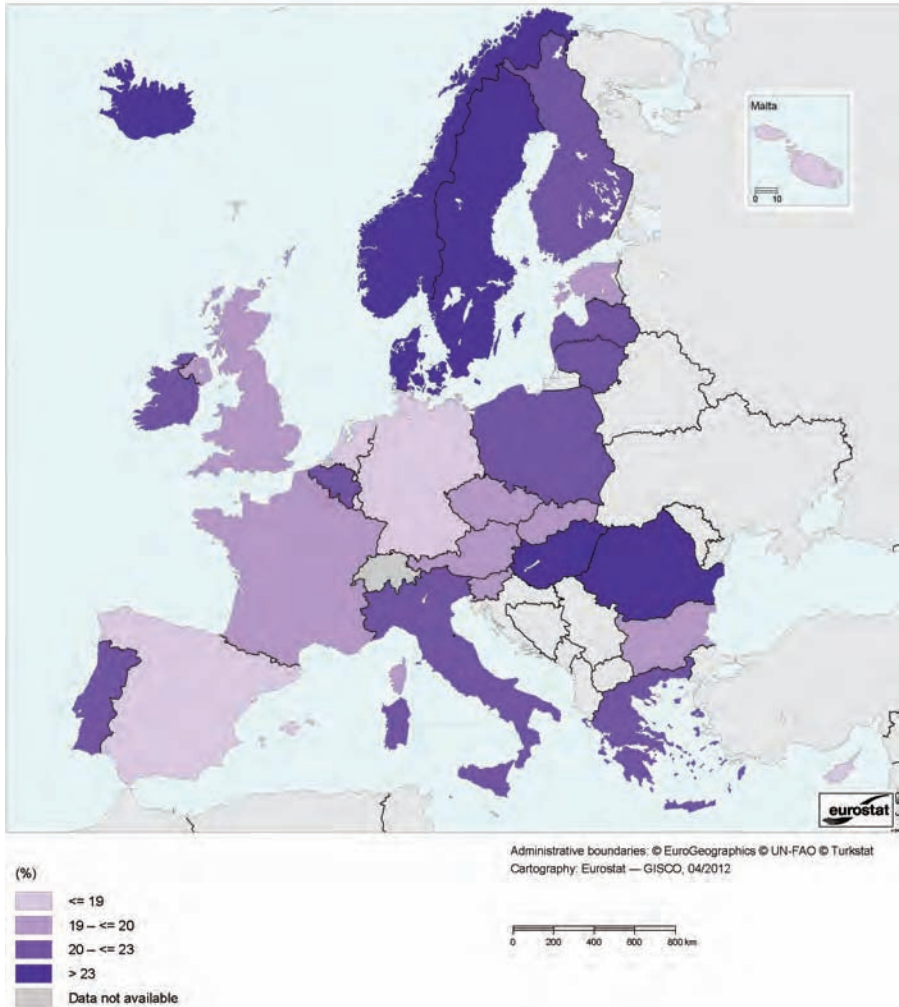 Malta
0 10
eurostat
Administrative boundaries: © EuroGeographics © UN-FAO © Turkstat
Cartography: Eurostat — GISCO, 04/2012
(%)
<= 19
19 – <= 20
20 – <= 23
> 23
Data not available
0 200 400 600 800 km